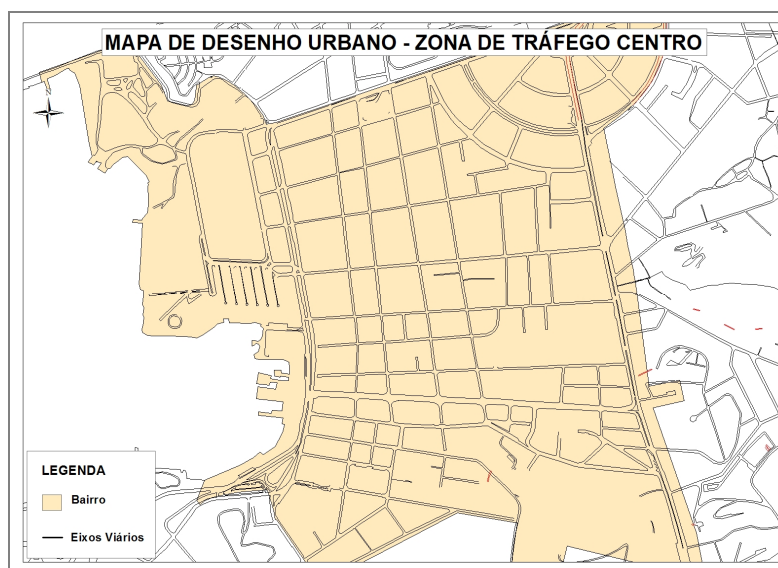 MAPA DE DESENHO URBANO - ZONA DE TRÁFEGO CENTRO
N
LEGENDA
Bairro
Eixos Viários